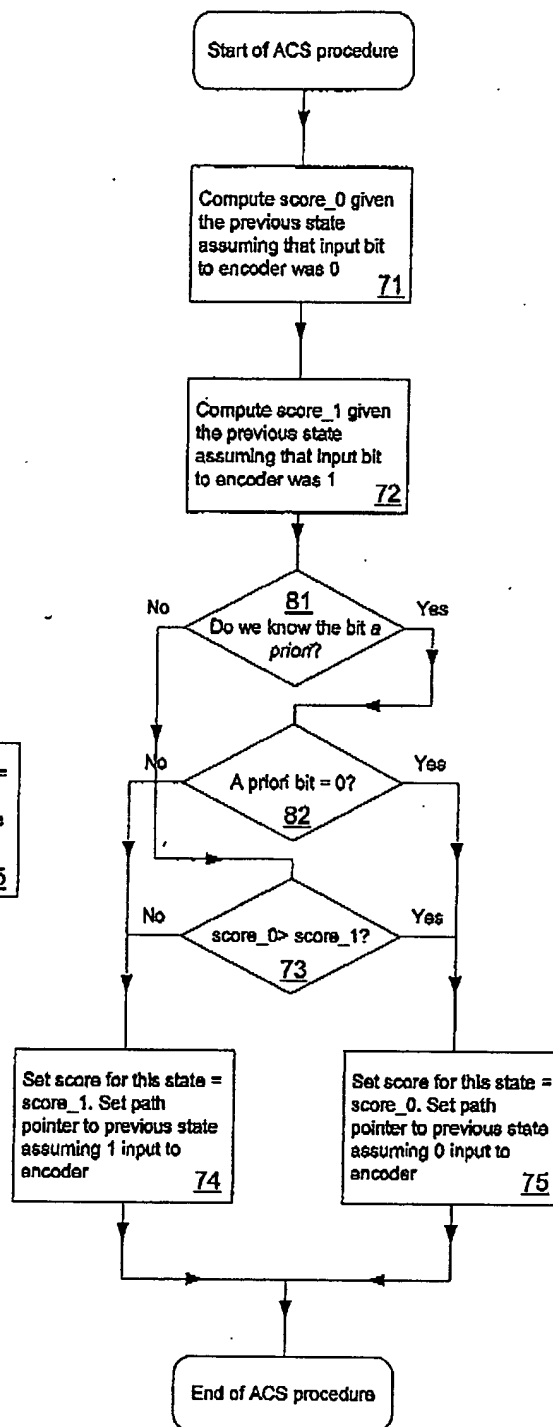 Start of ACS procedure
Compute score_0 given
the previous state
assuming that input bit
to encoder was 0
71
Compute score_1 given
the previous state
assuming that input bit
to encoder was 1
72
81
No
Yes
Do we know the bit a
priori?
No
Yes
A priori bit = 0?
82
=
e
5
No
Yes
score_0> score_1?
73
Set score for this state =
score_1. Set path
pointer to previous state
assuming 1 input to
encoder
74
Set score for this state =
score_0. Set path
pointer to previous state
assuming 0 input to
encoder
75
End of ACS procedure